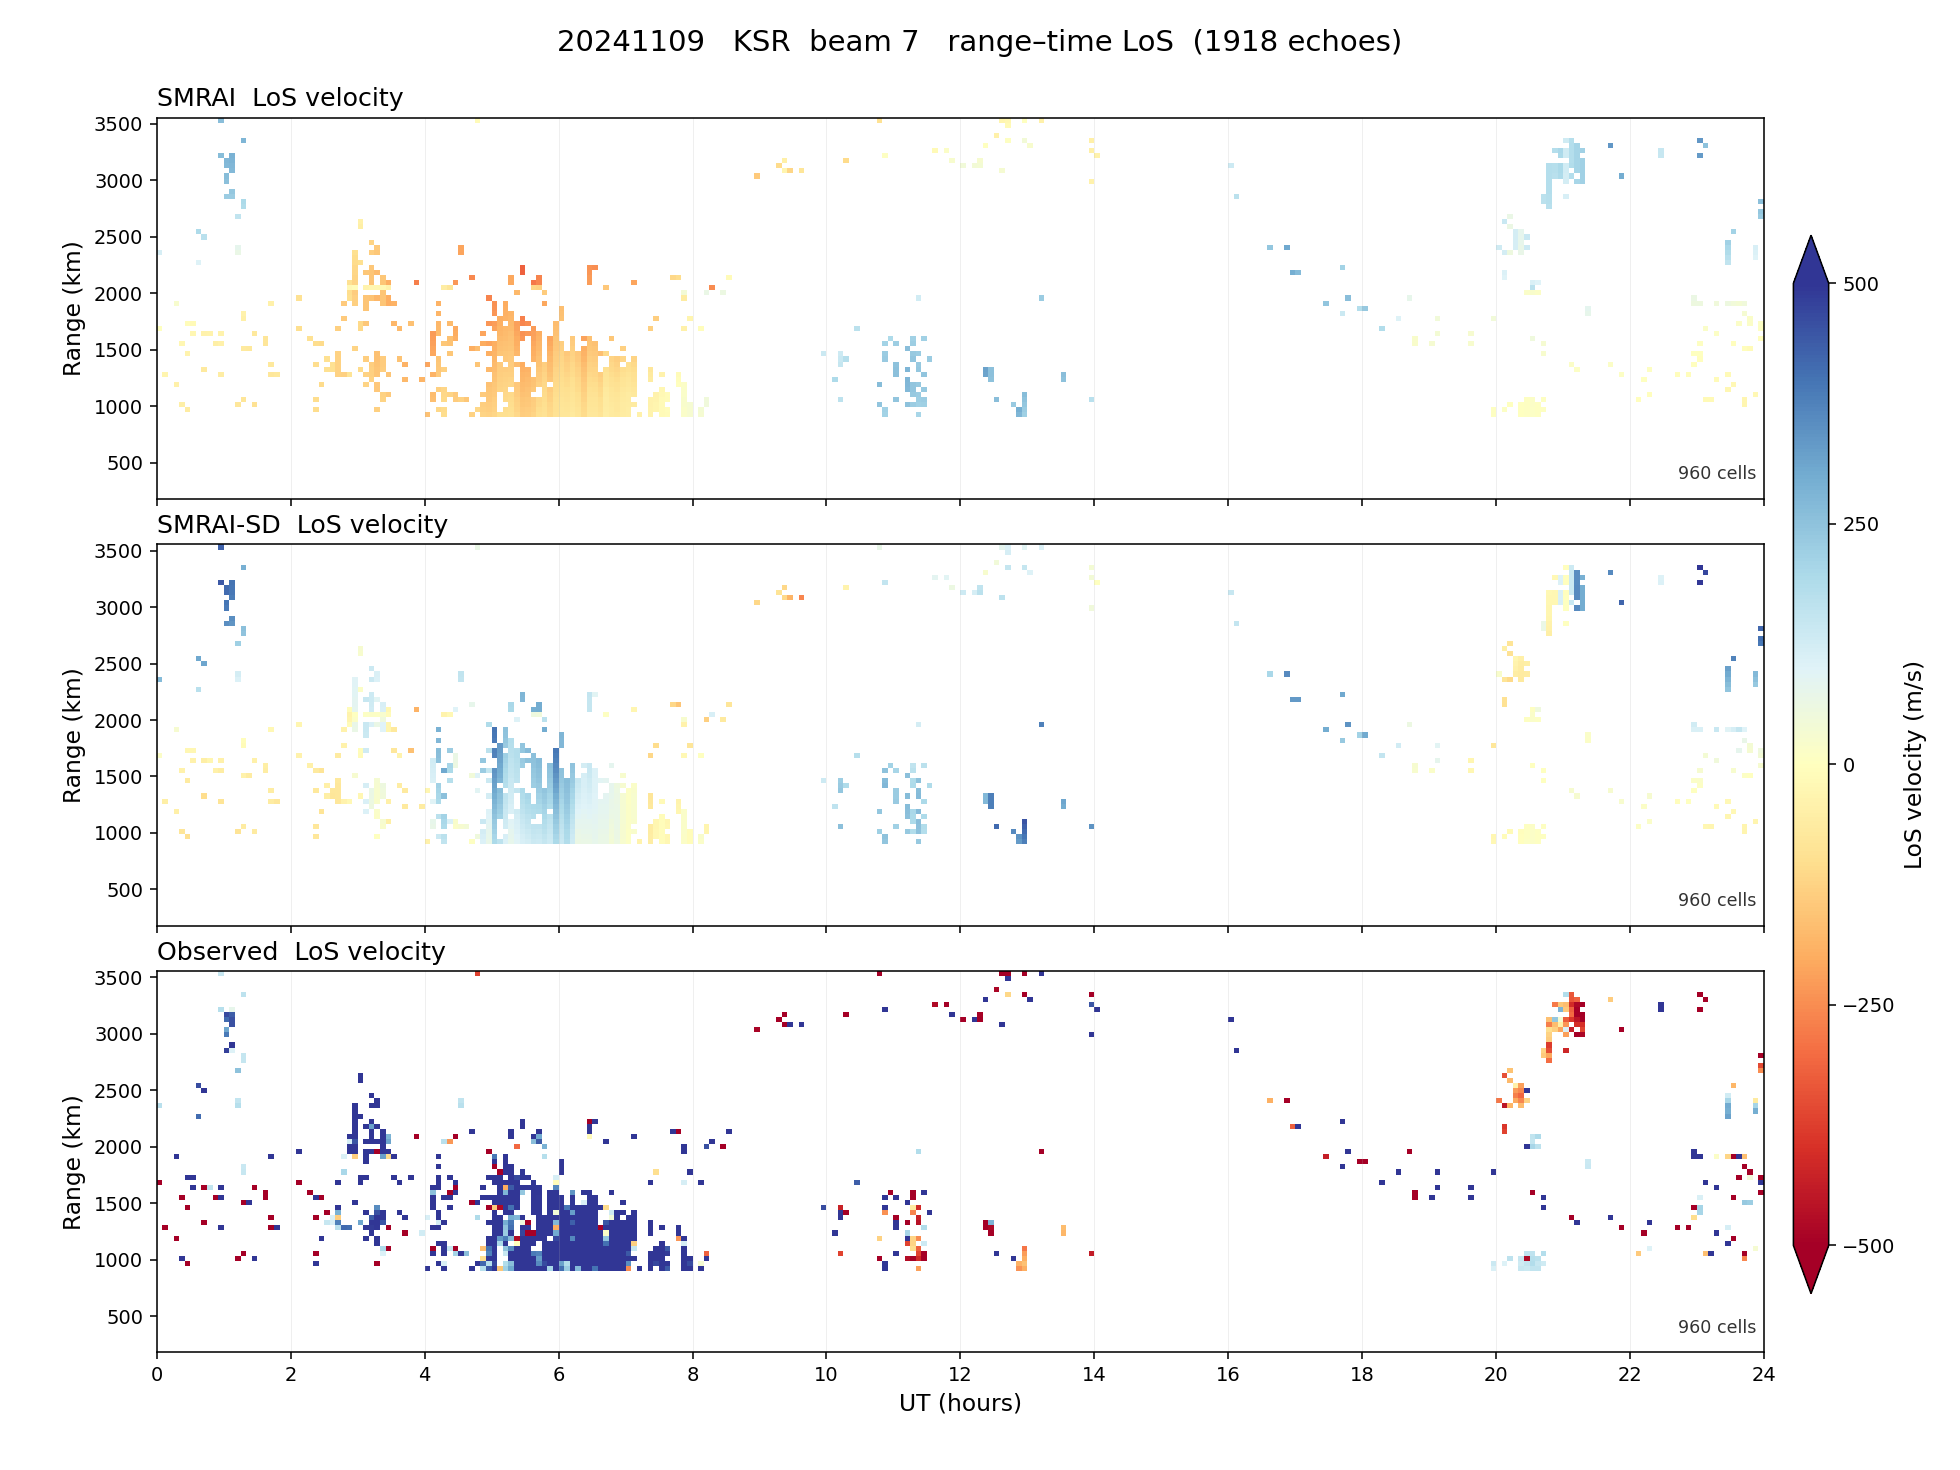 20241109   KSR  beam 7   range–time LoS  (1918 echoes)
SMRAI  LoS velocity
3500
3000
2500
2000
1500
1000
500
Range (km)
960 cells
SMRAI-SD  LoS velocity
3500
3000
2500
2000
1500
1000
500
Range (km)
960 cells
Observed  LoS velocity
3500
3000
2500
2000
1500
1000
500
Range (km)
960 cells
0 2 4 6 8 10 12 14 16 18 20 22 24
UT (hours)
500
250
0
−250
−500
LoS velocity (m/s)